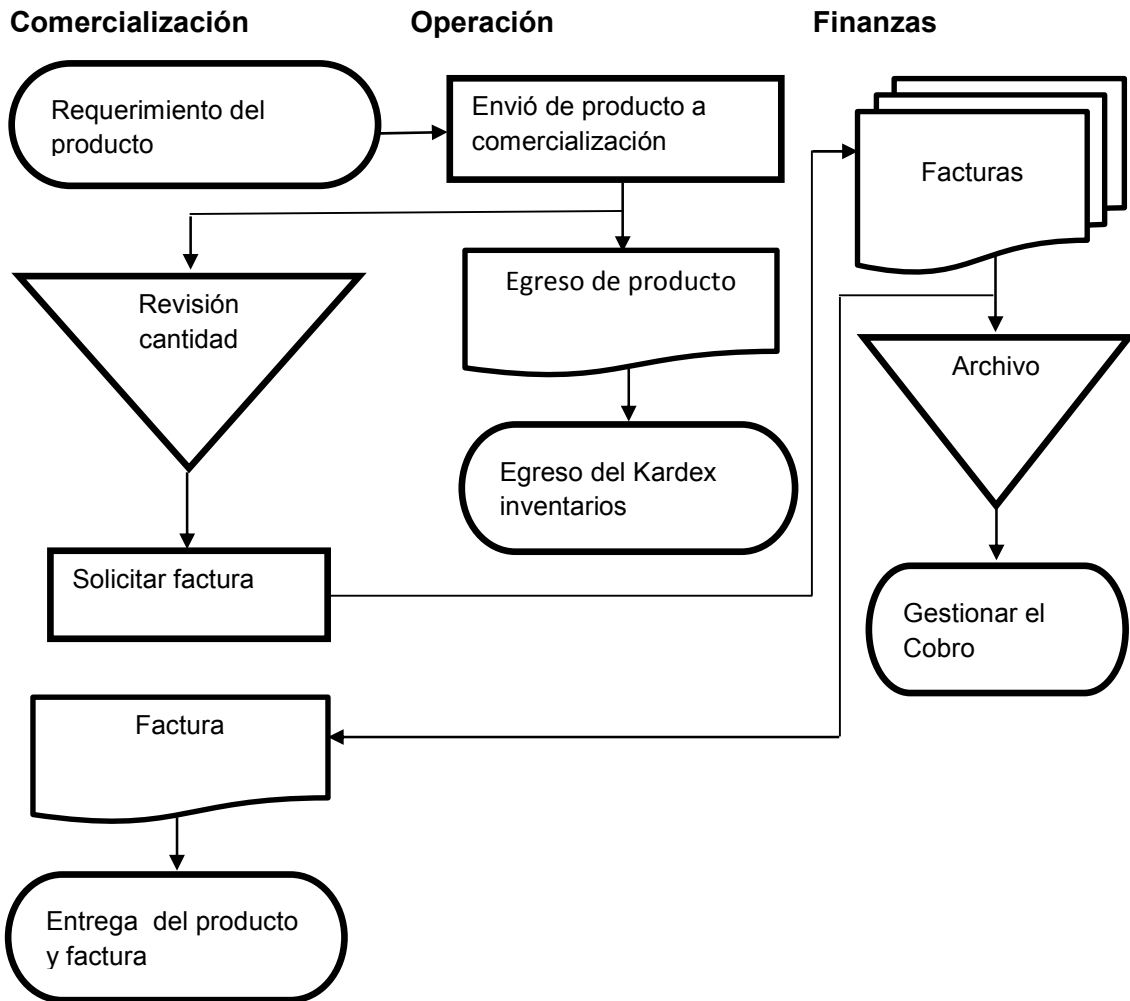 Comercialización
Operación
Finanzas
Requerimiento del
producto
Envió de producto a
comercialización
Facturas
Revisión
cantidad
Egreso de producto
Archivo
Egreso del Kardex
inventarios
Solicitar factura
Gestionar el
Cobro
Factura
Entrega  del producto
y factura